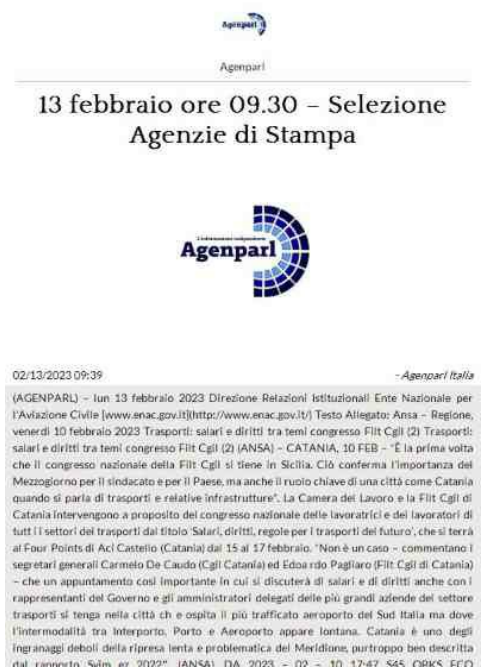 Agenparl
Agenparl
13 febbraio ore 09.30 – Selezione
Agenzie di Stampa
L'informazione indipendente
Agenparl
02/13/2023 09:39
- Agenparl Italia
(AGENPARL) – lun 13 febbraio 2023 Direzione Relazioni Istituzionali Ente Nazionale per
l'Aviazione Civile [www.enac.gov.it](http://www.enac.gov.it/) Testo Allegato: Ansa – Regione,
venerdì 10 febbraio 2023 Trasporti: salari e diritti tra temi congresso Filt Cgil (2) Trasporti:
salari e diritti tra temi congresso Filt Cgil (2) (ANSA) – CATANIA, 10 FEB – "È la prima volta
che il congresso nazionale della Filt Cgil si tiene in Sicilia. Ciò conferma l'importanza del
Mezzogiorno per il sindacato e per il Paese, ma anche il ruolo chiave di una città come Catania
quando si parla di trasporti e relative infrastrutture". La Camera del Lavoro e la Filt Cgil di
Catania intervengono a proposito del congresso nazionale delle lavoratrici e dei lavoratori di
tutt i i settori dei trasporti dal titolo 'Salari, diritti, regole per i trasporti del futuro', che si terrà
al Four Points di Aci Castello (Catania) dal 15 al 17 febbraio. "Non è un caso – commentano i
segretari generali Carmelo De Caudo (Cgil Catania) ed Edoa rdo Pagliaro (Filt Cgil di Catania)
– che un appuntamento così importante in cui si discuterà di salari e di diritti anche con i
rappresentanti del Governo e gli amministratori delegati delle più grandi aziende del settore
trasporti si tenga nella città ch e ospita il più trafficato aeroporto del Sud Italia ma dove
l'intermodalità tra Interporto, Porto e Aeroporto appare lontana. Catania è uno degli
ingranaggi deboli della ripresa lenta e problematica del Meridione, purtroppo ben descritta
dal rapporto Svim ez 2022". (ANSA). DA 2023 – 02 – 10 17:47 S45 QBKS ECO